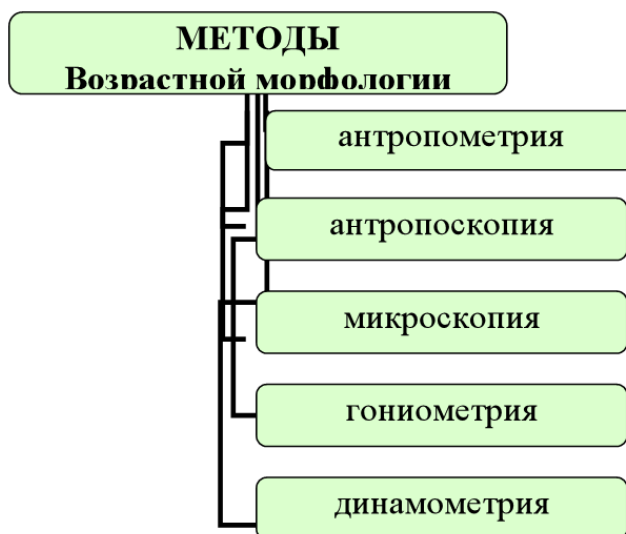 МЕТОДЫ
Возрастной морфологии
антропометрия
антропоскопия
микроскопия
гониометрия
динамометрия